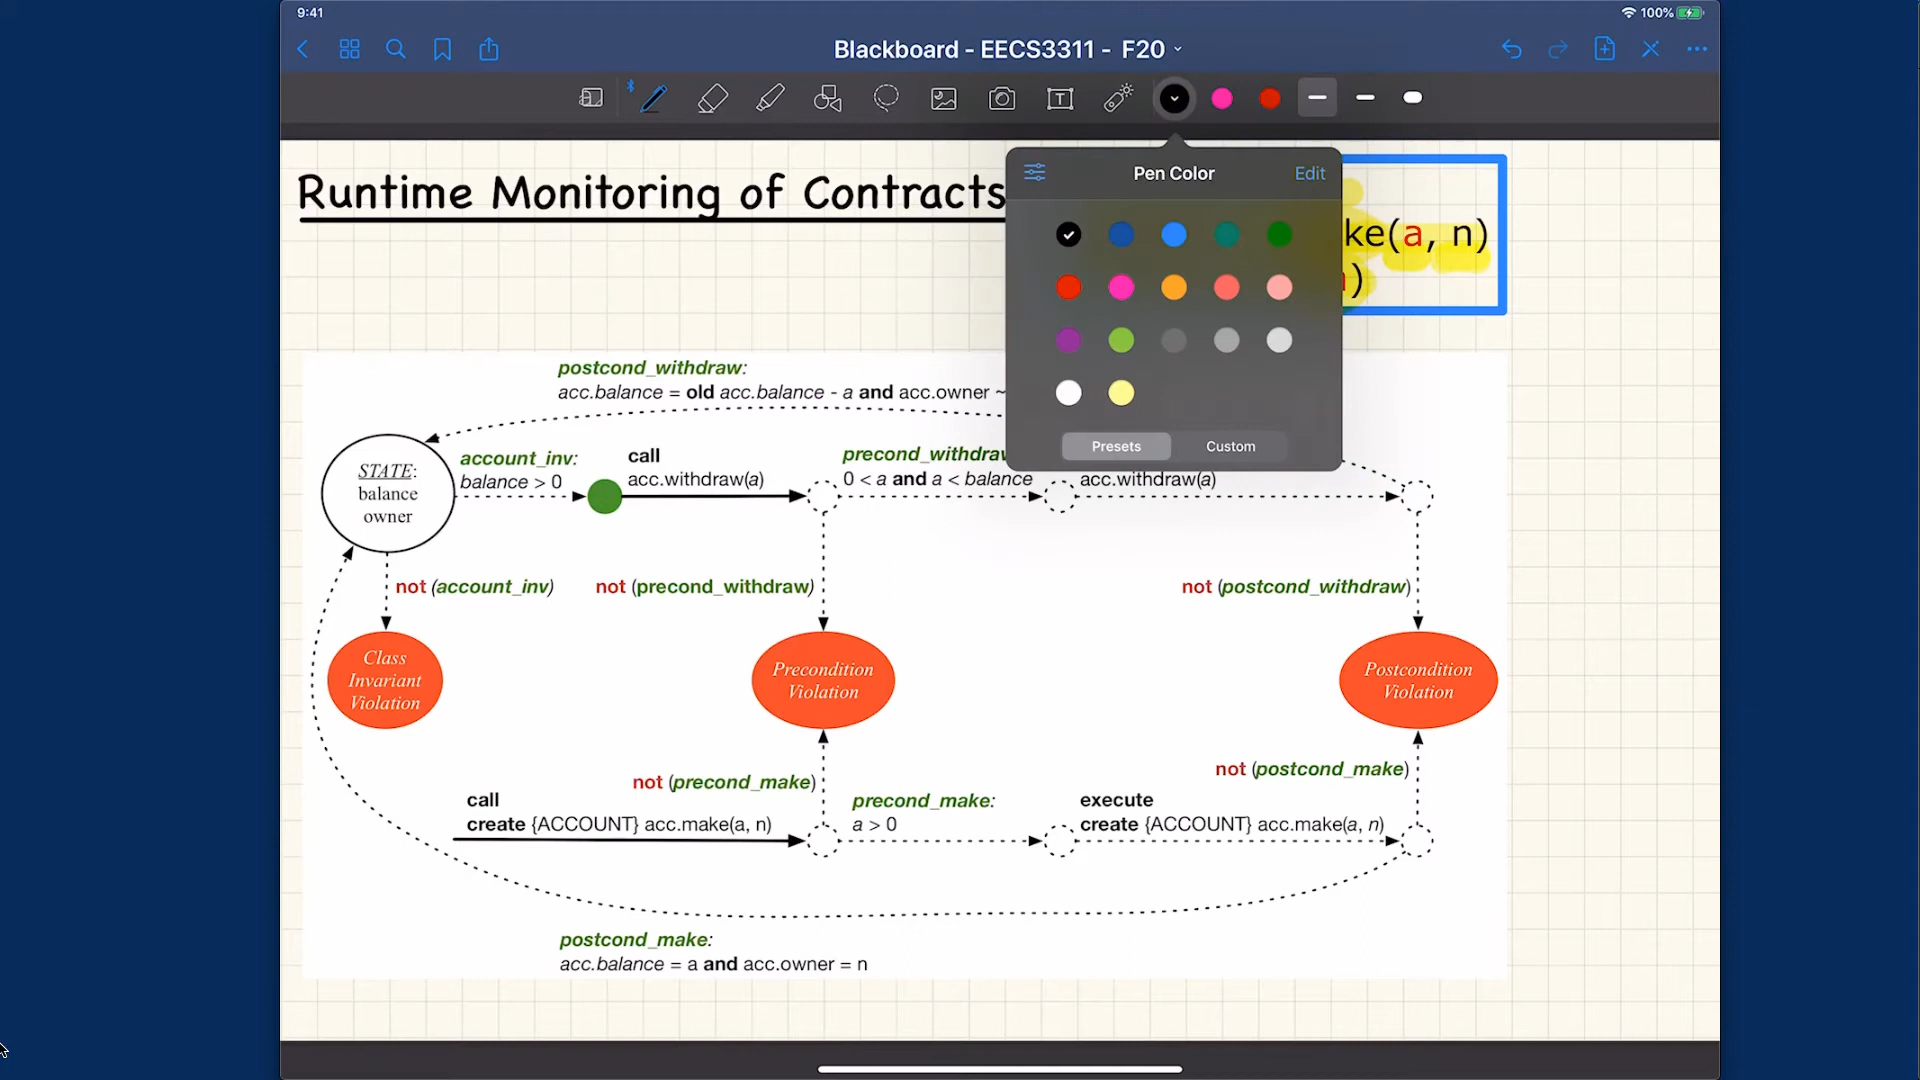 9:41
100%
Blackboard - EECS3311 - F20
Pen Color
Edit
Presets
Custom
Runtime Monitoring of Contracts
ke(a, n)
)
postcond_withdraw:
acc.balance = old acc.balance - a and acc.owner ~
STATE:
balance
owner
account_inv:
balance > 0
call
acc.withdraw(a)
precond_withdraw
0 < a and a < balance
acc.withdraw(a)
not (account_inv)
not (precond_withdraw)
not (postcond_withdraw)
Class
Invariant
Violation
Precondition
Violation
Postcondition
Violation
not (precond_make)
not (postcond_make)
call
create {ACCOUNT} acc.make(a, n)
precond_make:
a > 0
execute
create {ACCOUNT} acc.make(a, n)
postcond_make:
acc.balance = a and acc.owner = n